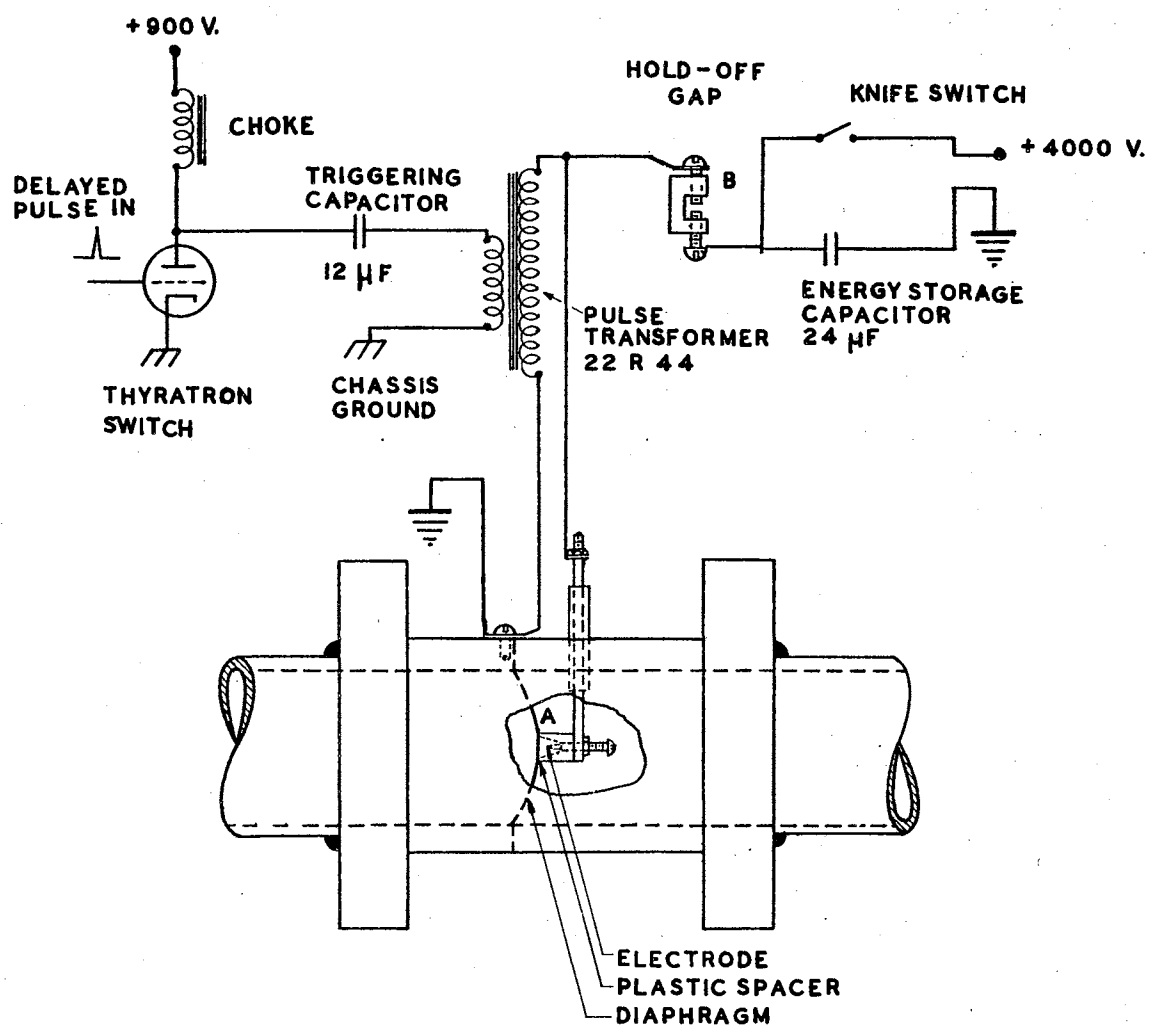 +900 V.
CHOKE
DELAYED
PULSE IN
THYRATRON
SWITCH
TRIGGERING
CAPACITOR
12 μF
CHASSIS
GROUND
PULSE
TRANSFORMER
22 R 44
HOLD-OFF
GAP
B
KNIFE SWITCH
+ 4000 V.
ENERGY STORAGE
CAPACITOR
24 μF
A
ELECTRODE
PLASTIC SPACER
DIAPHRAGM